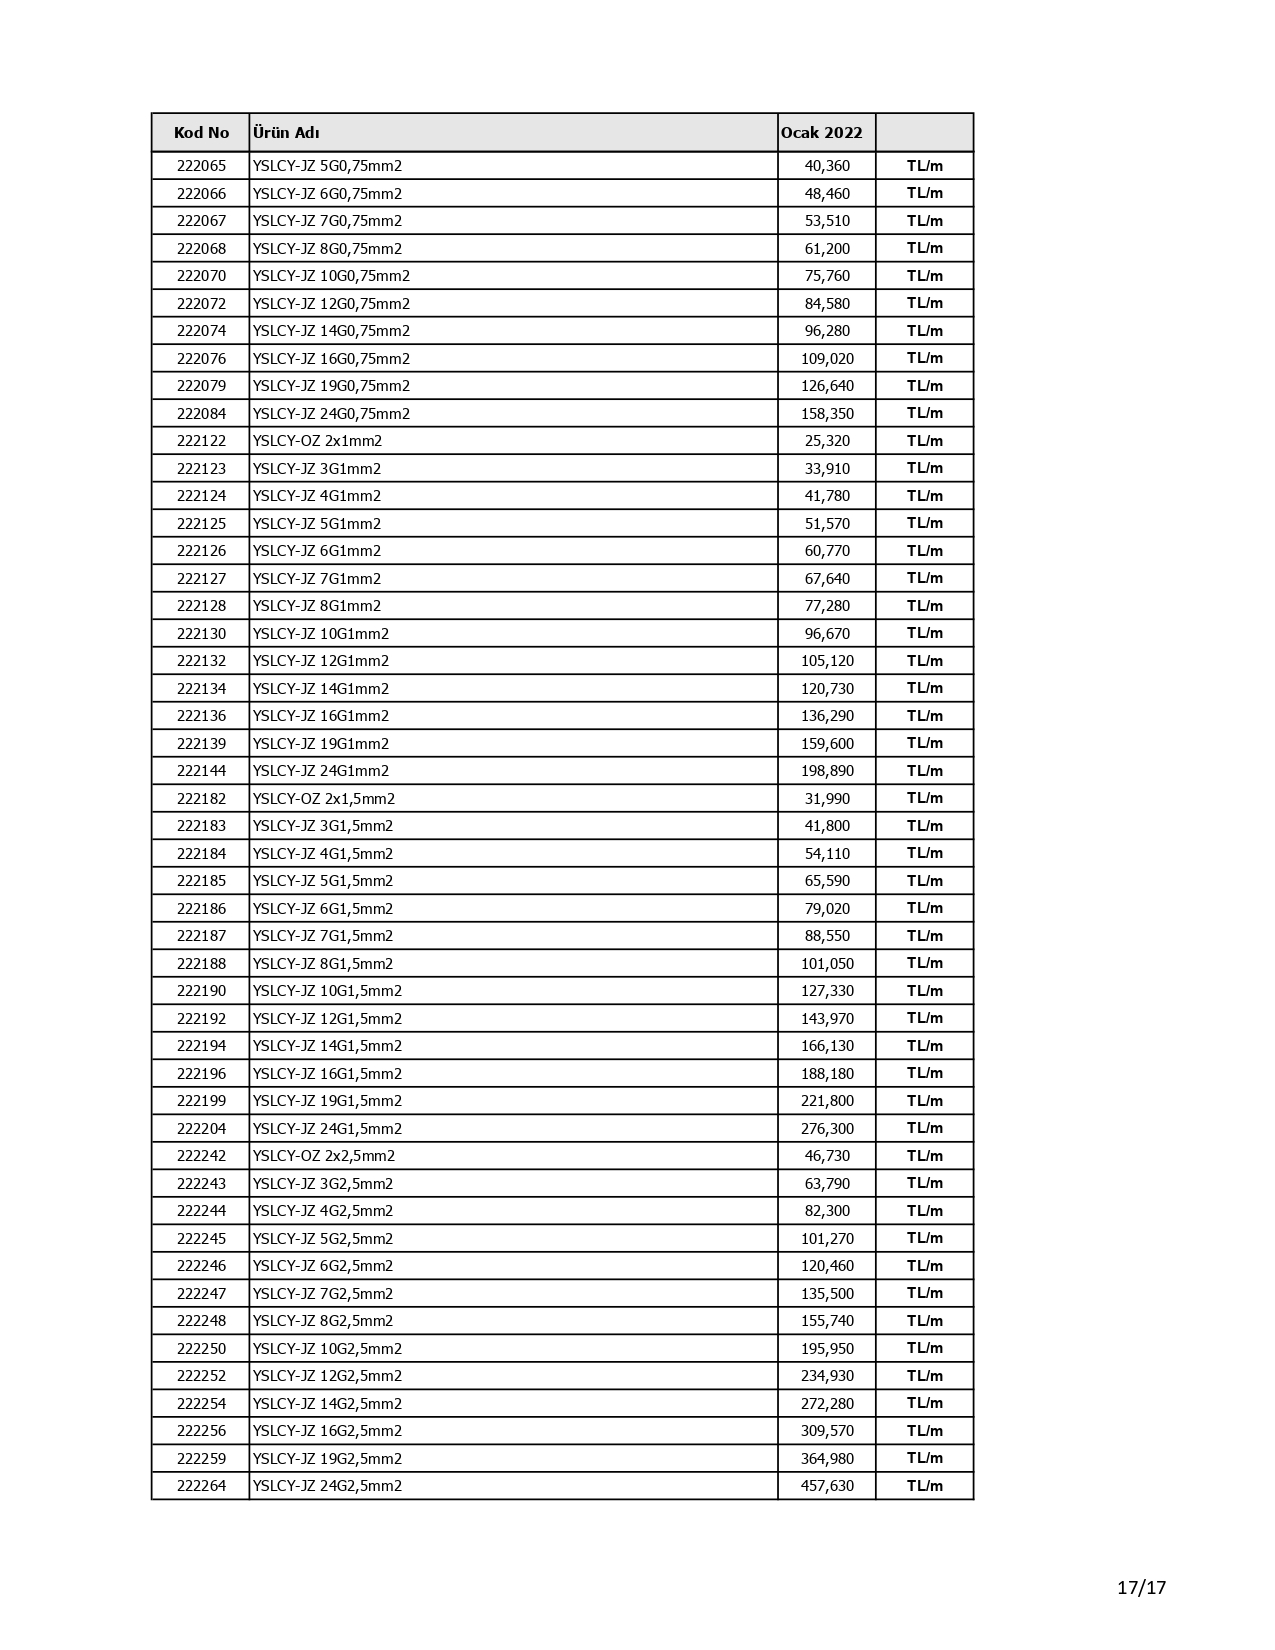 Kod No Ürün Adı Ocak 2022
222065 YSLCY-JZ 5G0,75mm2 40,360 TL/m
222066 YSLCY-JZ 6G0,75mm2 48,460 TL/m
222067 YSLCY-JZ 7G0,75mm2 53,510 TL/m
222068 YSLCY-JZ 8G0,75mm2 61,200 TL/m
222070 YSLCY-JZ 10G0,75mm2 75,760 TL/m
222072 YSLCY-JZ 12G0,75mm2 84,580 TL/m
222074 YSLCY-JZ 14G0,75mm2 96,280 TL/m
222076 YSLCY-JZ 16G0,75mm2 109,020 TL/m
222079 YSLCY-JZ 19G0,75mm2 126,640 TL/m
222084 YSLCY-JZ 24G0,75mm2 158,350 TL/m
222122 YSLCY-OZ 2x1mm2 25,320 TL/m
222123 YSLCY-JZ 3G1mm2 33,910 TL/m
222124 YSLCY-JZ 4G1mm2 41,780 TL/m
222125 YSLCY-JZ 5G1mm2 51,570 TL/m
222126 YSLCY-JZ 6G1mm2 60,770 TL/m
222127 YSLCY-JZ 7G1mm2 67,640 TL/m
222128 YSLCY-JZ 8G1mm2 77,280 TL/m
222130 YSLCY-JZ 10G1mm2 96,670 TL/m
222132 YSLCY-JZ 12G1mm2 105,120 TL/m
222134 YSLCY-JZ 14G1mm2 120,730 TL/m
222136 YSLCY-JZ 16G1mm2 136,290 TL/m
222139 YSLCY-JZ 19G1mm2 159,600 TL/m
222144 YSLCY-JZ 24G1mm2 198,890 TL/m
222182 YSLCY-OZ 2x1,5mm2 31,990 TL/m
222183 YSLCY-JZ 3G1,5mm2 41,800 TL/m
222184 YSLCY-JZ 4G1,5mm2 54,110 TL/m
222185 YSLCY-JZ 5G1,5mm2 65,590 TL/m
222186 YSLCY-JZ 6G1,5mm2 79,020 TL/m
222187 YSLCY-JZ 7G1,5mm2 88,550 TL/m
222188 YSLCY-JZ 8G1,5mm2 101,050 TL/m
222190 YSLCY-JZ 10G1,5mm2 127,330 TL/m
222192 YSLCY-JZ 12G1,5mm2 143,970 TL/m
222194 YSLCY-JZ 14G1,5mm2 166,130 TL/m
222196 YSLCY-JZ 16G1,5mm2 188,180 TL/m
222199 YSLCY-JZ 19G1,5mm2 221,800 TL/m
222204 YSLCY-JZ 24G1,5mm2 276,300 TL/m
222242 YSLCY-OZ 2x2,5mm2 46,730 TL/m
222243 YSLCY-JZ 3G2,5mm2 63,790 TL/m
222244 YSLCY-JZ 4G2,5mm2 82,300 TL/m
222245 YSLCY-JZ 5G2,5mm2 101,270 TL/m
222246 YSLCY-JZ 6G2,5mm2 120,460 TL/m
222247 YSLCY-JZ 7G2,5mm2 135,500 TL/m
222248 YSLCY-JZ 8G2,5mm2 155,740 TL/m
222250 YSLCY-JZ 10G2,5mm2 195,950 TL/m
222252 YSLCY-JZ 12G2,5mm2 234,930 TL/m
222254 YSLCY-JZ 14G2,5mm2 272,280 TL/m
222256 YSLCY-JZ 16G2,5mm2 309,570 TL/m
222259 YSLCY-JZ 19G2,5mm2 364,980 TL/m
222264 YSLCY-JZ 24G2,5mm2 457,630 TL/m
17/17